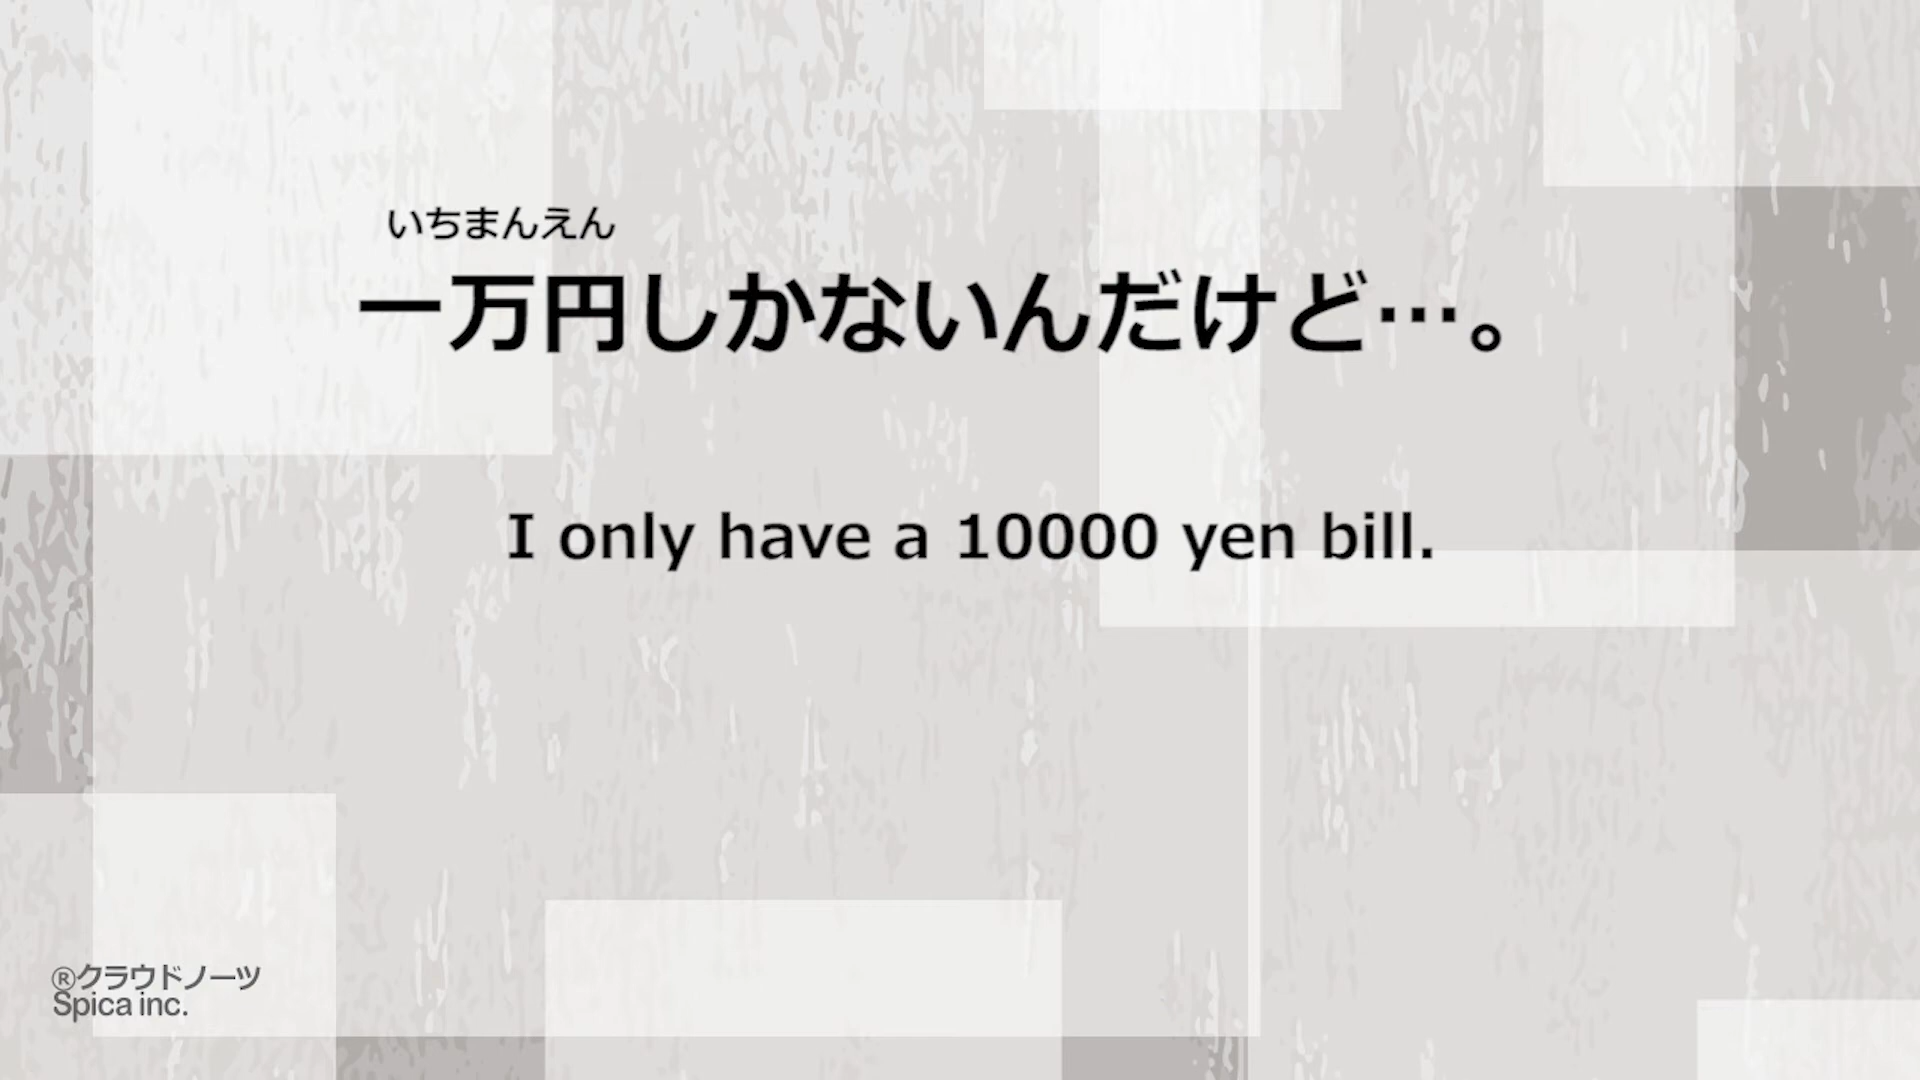 いちまんえん
一万円しかないんだけど…。
I only have a 10000 yen bill.
®クラウドノーツ
Spica inc.